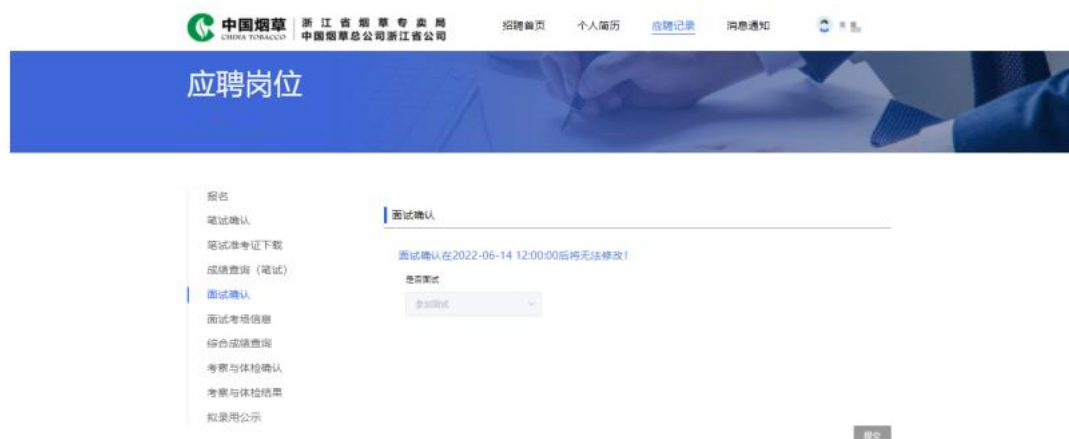 中国烟草
CHINA TOBACCO
浙江省烟草专卖局
中国烟草总公司浙江省公司
招聘首页
个人简历
应聘记录
消息通知
应聘岗位
报名
笔试确认
笔试准考证下载
成绩查询（笔试）
面试确认
面试考场信息
综合成绩查询
考察与体检确认
考察与体检结果
拟录用公示
面试确认
面试确认在2022-06-14 12:00:00后将无法修改！
是否面试
参加面试
提交